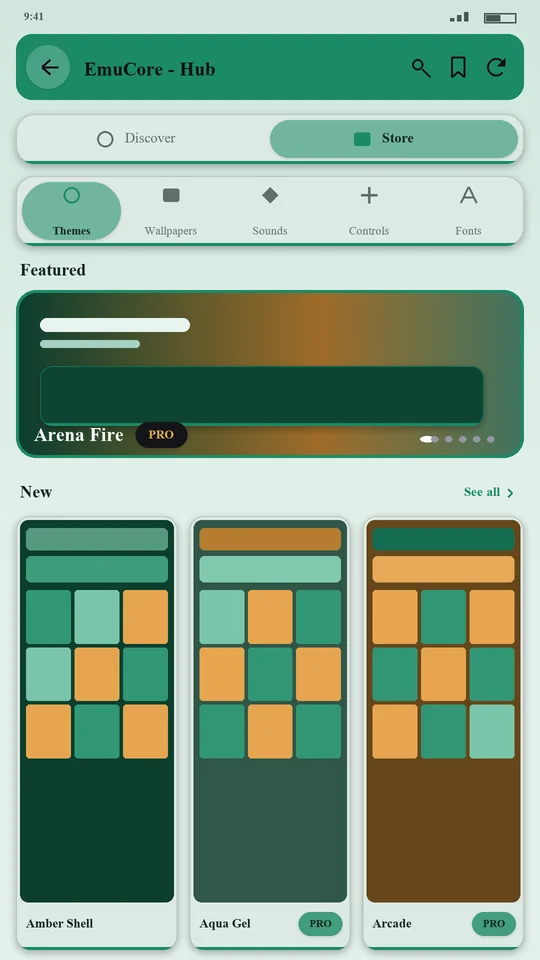 9:41
EmuCore - Hub
Discover
Store
Themes
Wallpapers
Sounds
Controls
Fonts
Featured
Arena Fire
PRO
New
See all
Amber Shell
Aqua Gel
PRO
Arcade
PRO